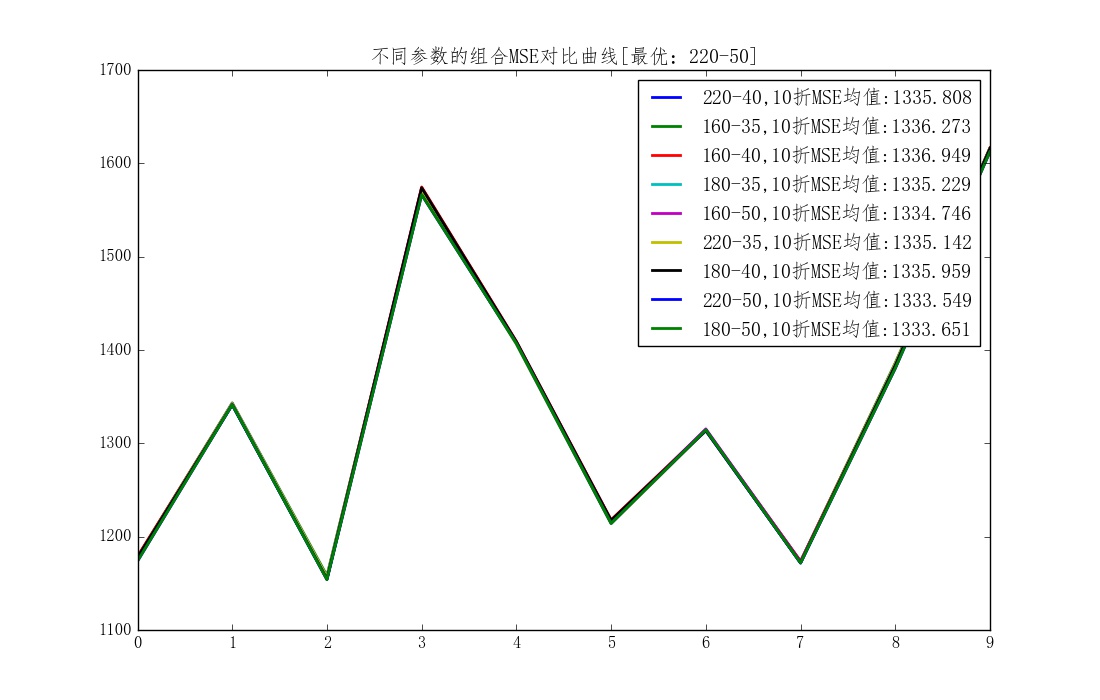 不同参数的组合MSE对比曲线[最优: 220-50]
1700
1600
1500
1400
1300
1200
1100
220-40,10折MSE均值:1335.808
160-35,10折MSE均值:1336.273
160-40,10折MSE均值:1336.949
180-35,10折MSE均值:1335.229
160-50,10折MSE均值:1334.746
220-35,10折MSE均值:1335.142
180-40,10折MSE均值:1335.959
220-50,10折MSE均值:1333.549
180-50,10折MSE均值:1333.651
0 1 2 3 4 5 6 7 8 9